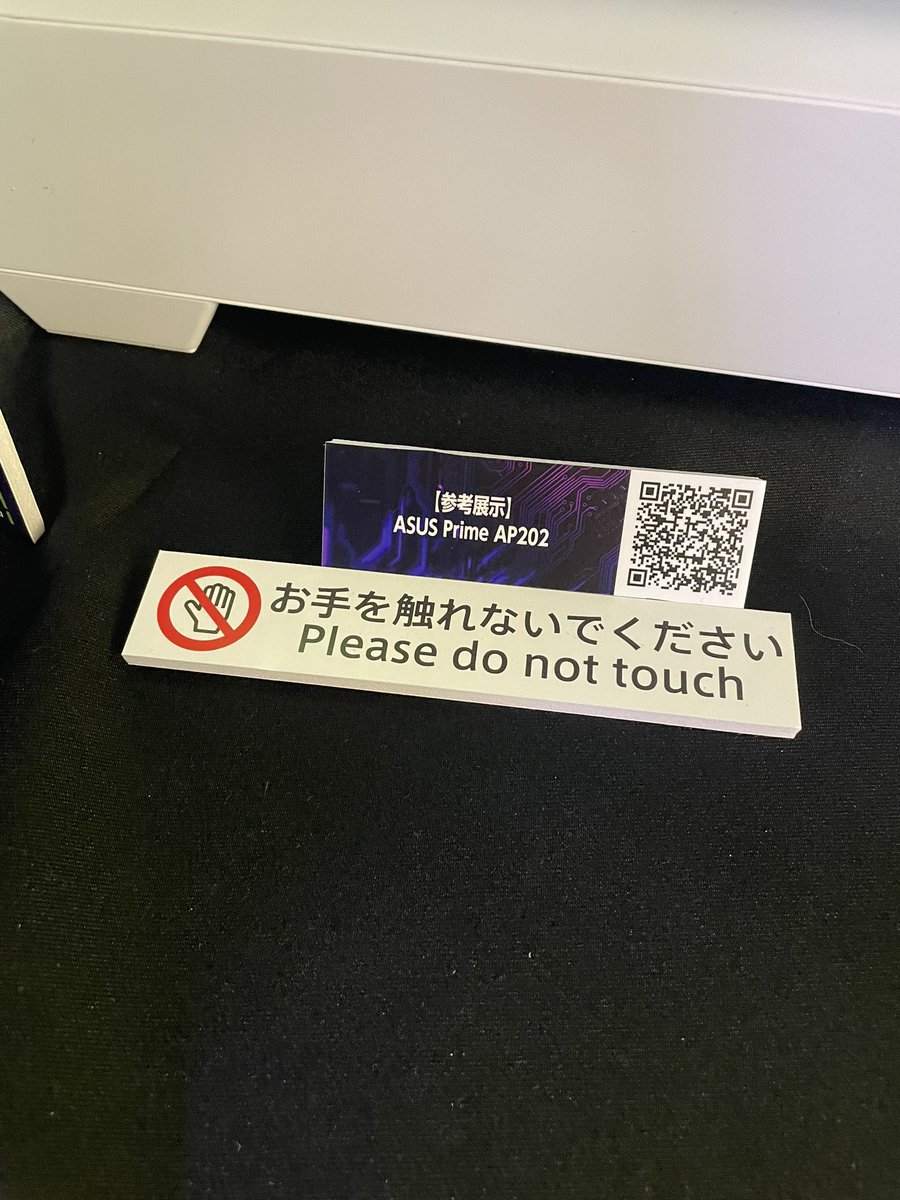 【参考展示】
ASUS Prime AP202
お手を触れないでください
Please do not touch